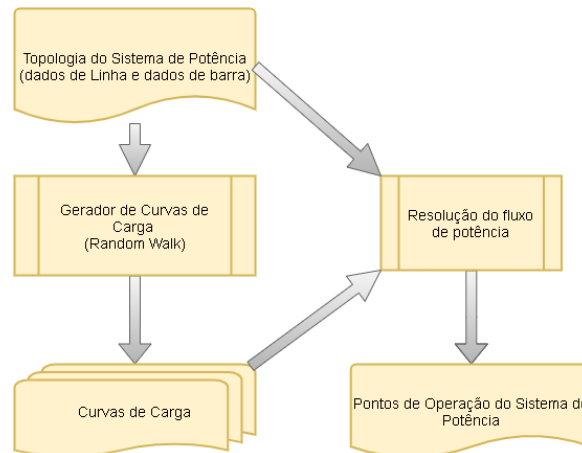 Topologia do Sistema de Potência
(dados de Linha e dados de barra)
Gerador de Curvas de
Carga
(Random Walk)
Resolução do fluxo
de potência
Curvas de Carga
Pontos de Operação do Sistema de
Potência